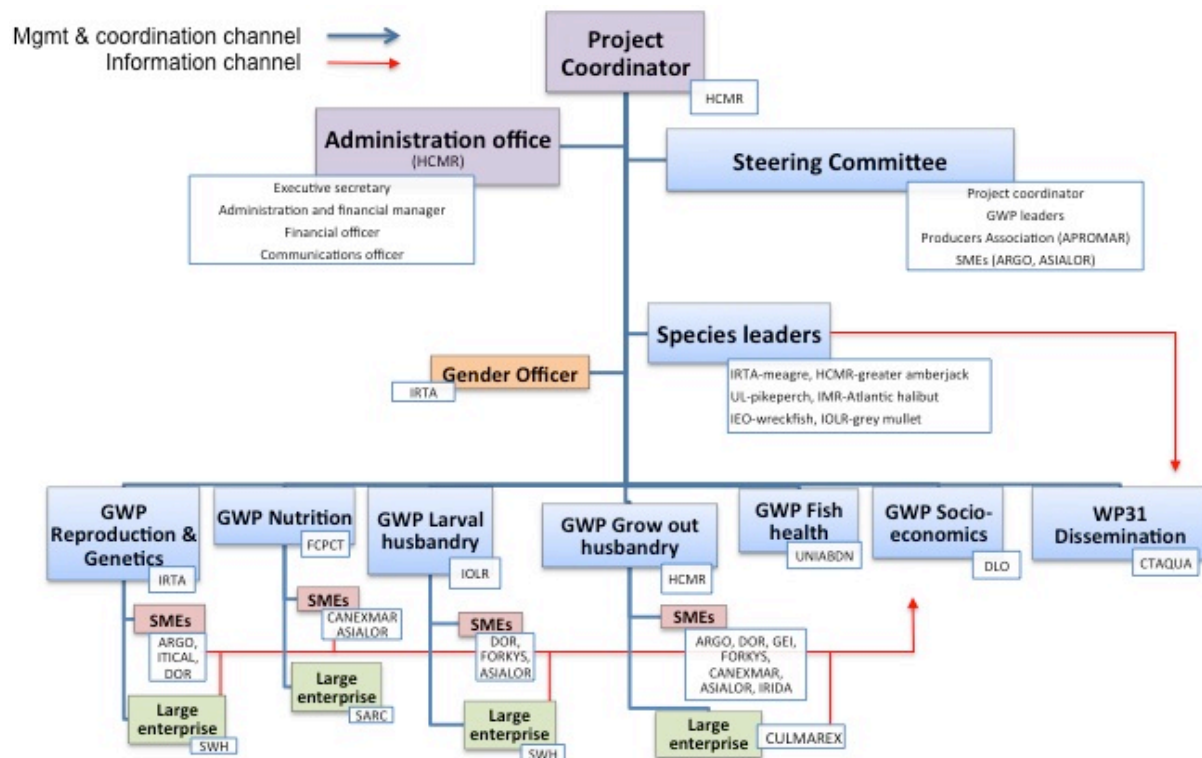 Mgmt & coordination channel
Information channel
Project
Coordinator
HCMR
Administration office
(HCMR)
Executive secretary
Administration and financial manager
Financial officer
Communications officer
Steering Committee
Project coordinator
GWP leaders
Producers Association (APROMAR)
SMEs (ARGO, ASIALOR)
Species leaders
IRTA-meagre, HCMR-greater amberjack
UL-pikeperch, IMR-Atlantic halibut
IEO-wreckfish, IOLR-grey mullet
Gender Officer
IRTA
GWP
Reproduction &
Genetics
IRTA
SMEs
ARGO,
ITICAL,
DOR
Large
enterprise
SWH
GWP Nutrition
FCPCT
SMEs
CANEXMAR
ASIALOR
Large
enterprise
SARC
GWP Larval
husbandry
IOLR
SMEs
DOR,
FORKYS,
ASIALOR
Large
enterprise
SWH
GWP Grow out
husbandry
HCMR
SMEs
ARGO, DOR, GEI,
FORKYS,
CANEXMAR,
ASIALOR, IRIDA
Large
enterprise
CULMAREX
GWP Fish
health
UNIABDN
GWP Socio-
economics
DLO
WP31
Dissemination
CTAQUA